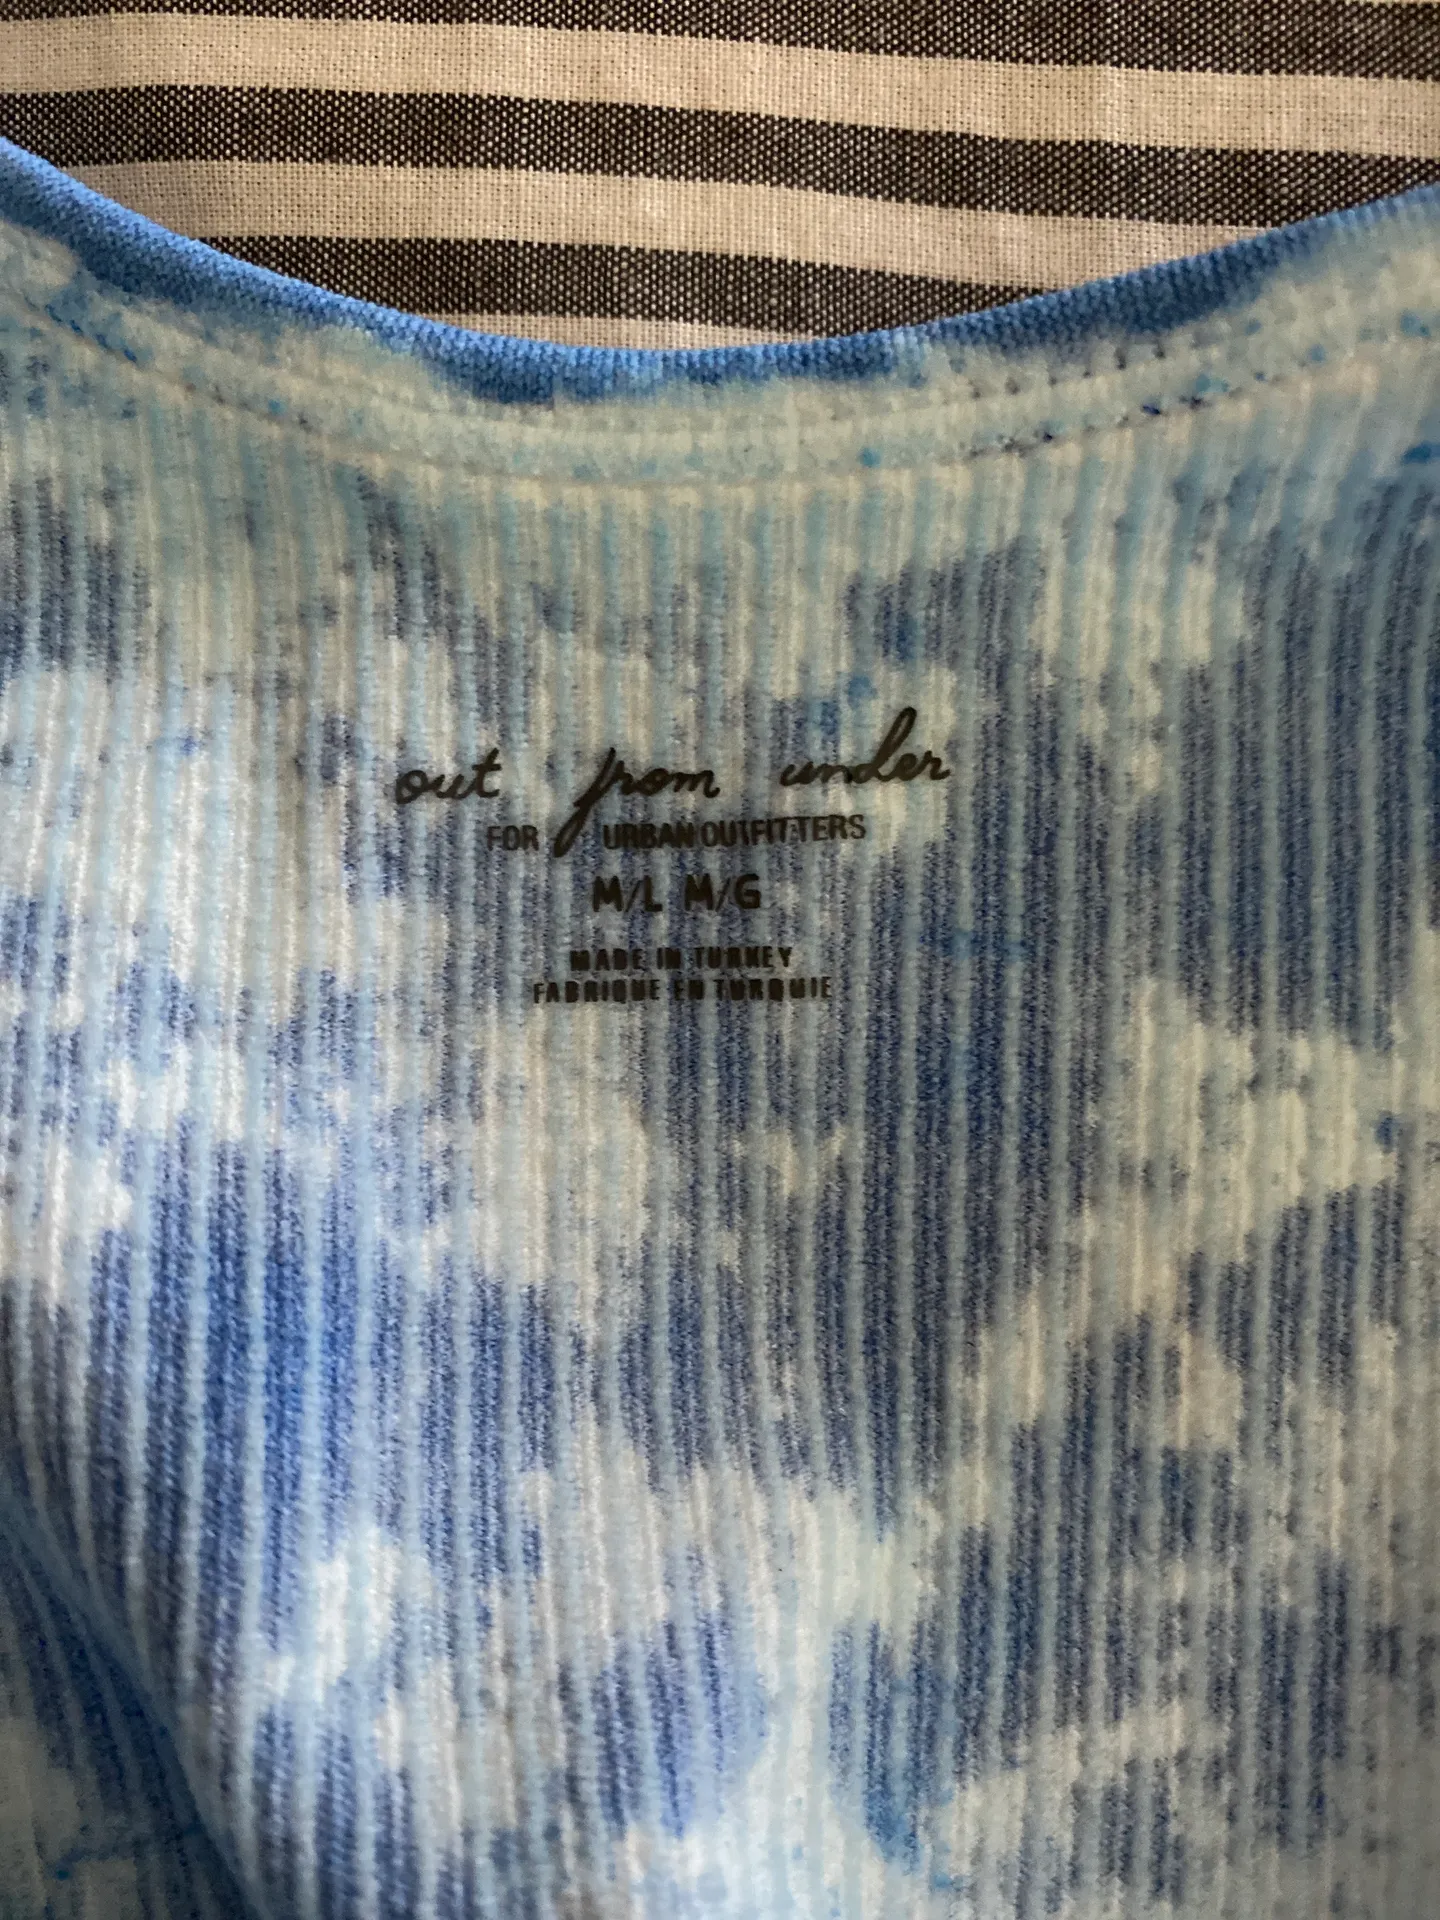 out from under
FOR URBAN OUTFITTERS
M/L M/G
MADE IN TURKEY
FABRIQUE EN TURQUIE